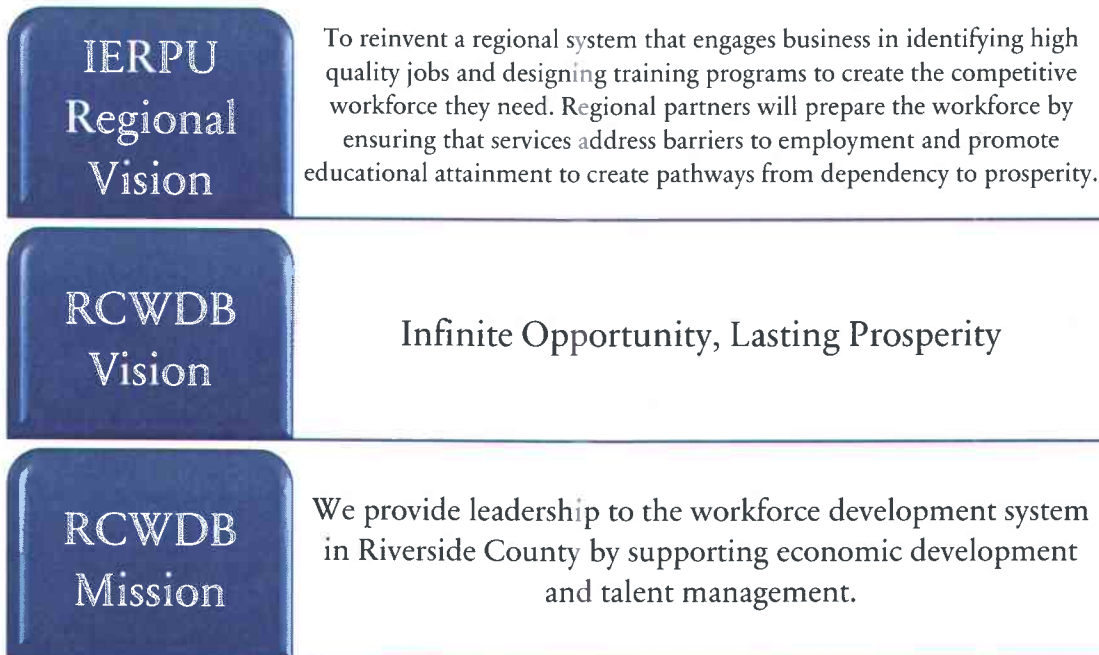 IERPU
Regional
Vision
To reinvent a regional system that engages business in identifying high
quality jobs and designing training programs to create the competitive
workforce they need. Regional partners will prepare the workforce by
ensuring that services address barriers to employment and promote
educational attainment to create pathways from dependency to prosperity.
RCWDB
Vision
Infinite Opportunity, Lasting Prosperity
RCWDB
Mission
We provide leadership to the workforce development system
in Riverside County by supporting economic development
and talent management.